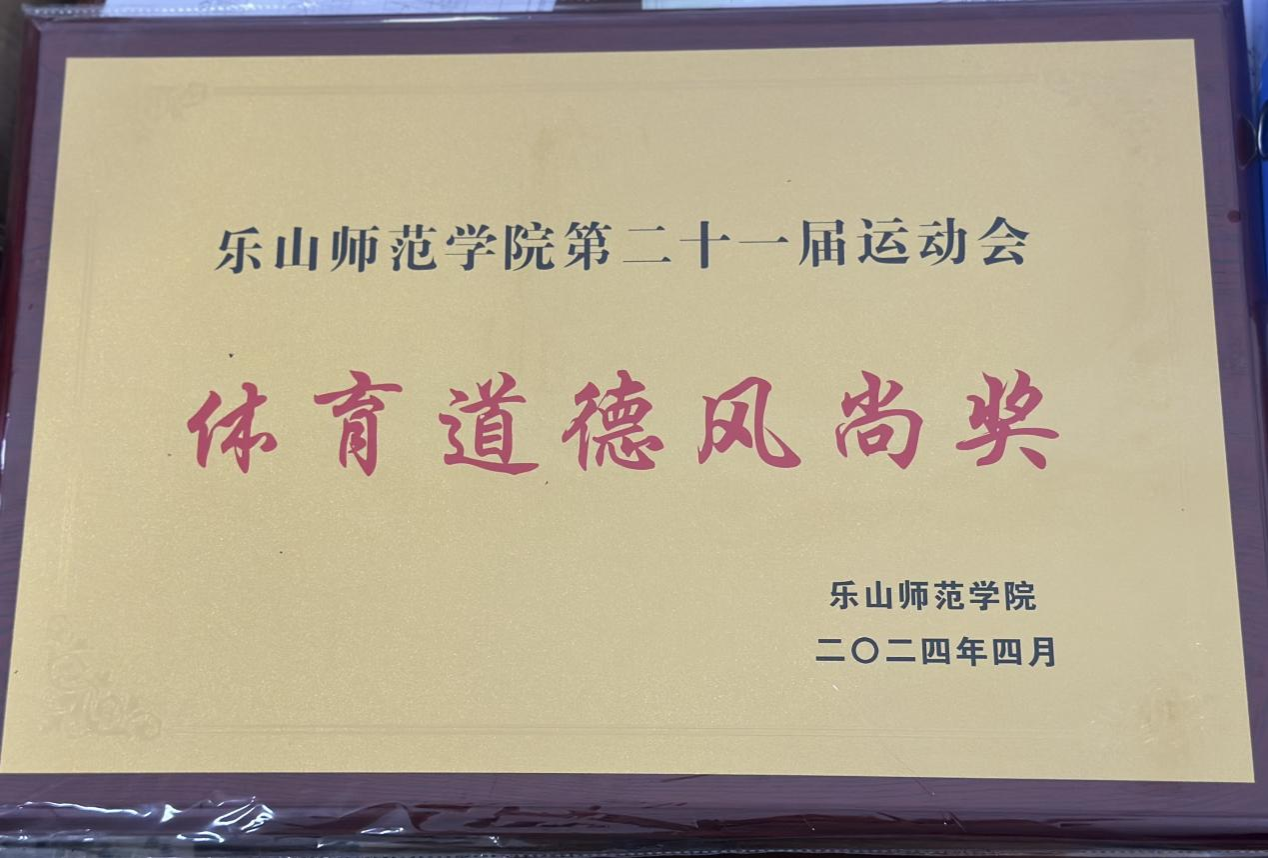 乐山师范学院第二十一届运动会
体育道德风尚奖
乐山师范学院
二〇二四年四月